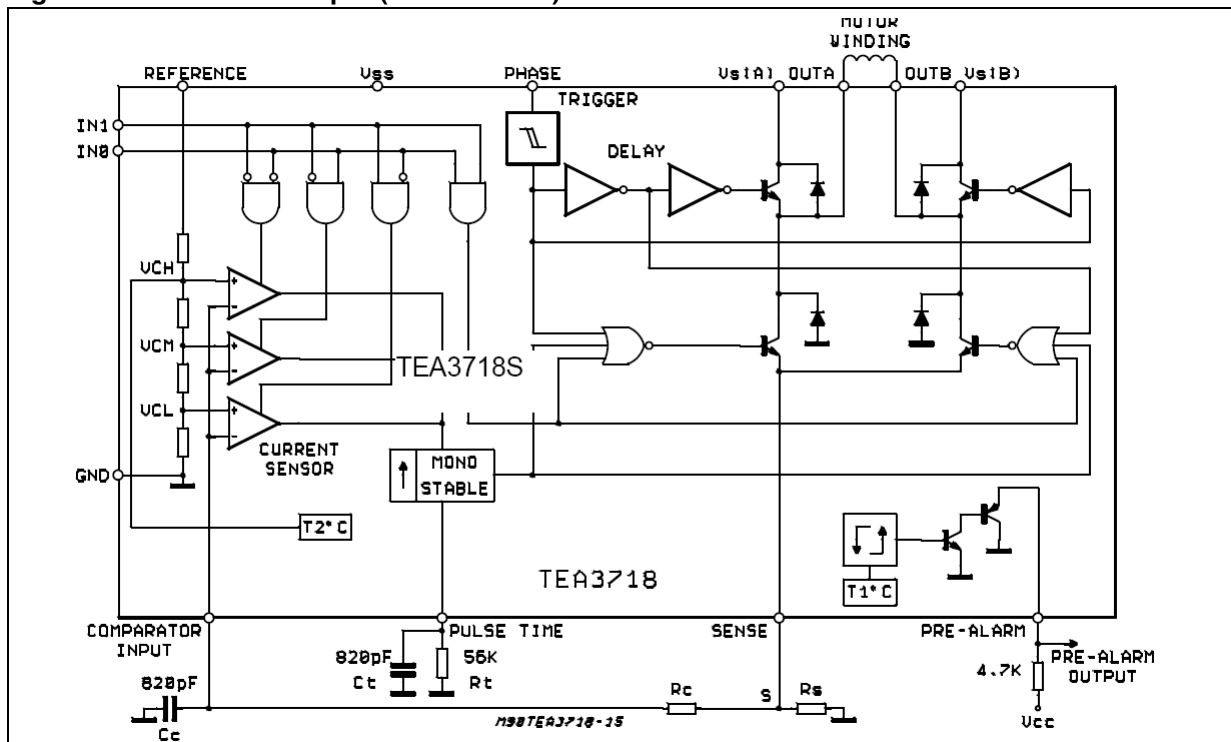 MOTOR
WINDING
REFERENCE Vss PHASE Vs(A) OUTA OUTB Vs(B)
TRIGGER
IN1
IN0
DELAY
VCH
VCM
TEA3718S
VCL
CURRENT
SENSOR
MONO
STABLE
GND
T2°C
TEA3718
T1°C
COMPARATOR
INPUT
PULSE TIME
SENSE
PRE-ALARM
820pF
Ct
56K
Rt
4.7K
PRE-ALARM
OUTPUT
820pF
Cc
Rc
S
Rs
Vcc
M90TEA3718-15